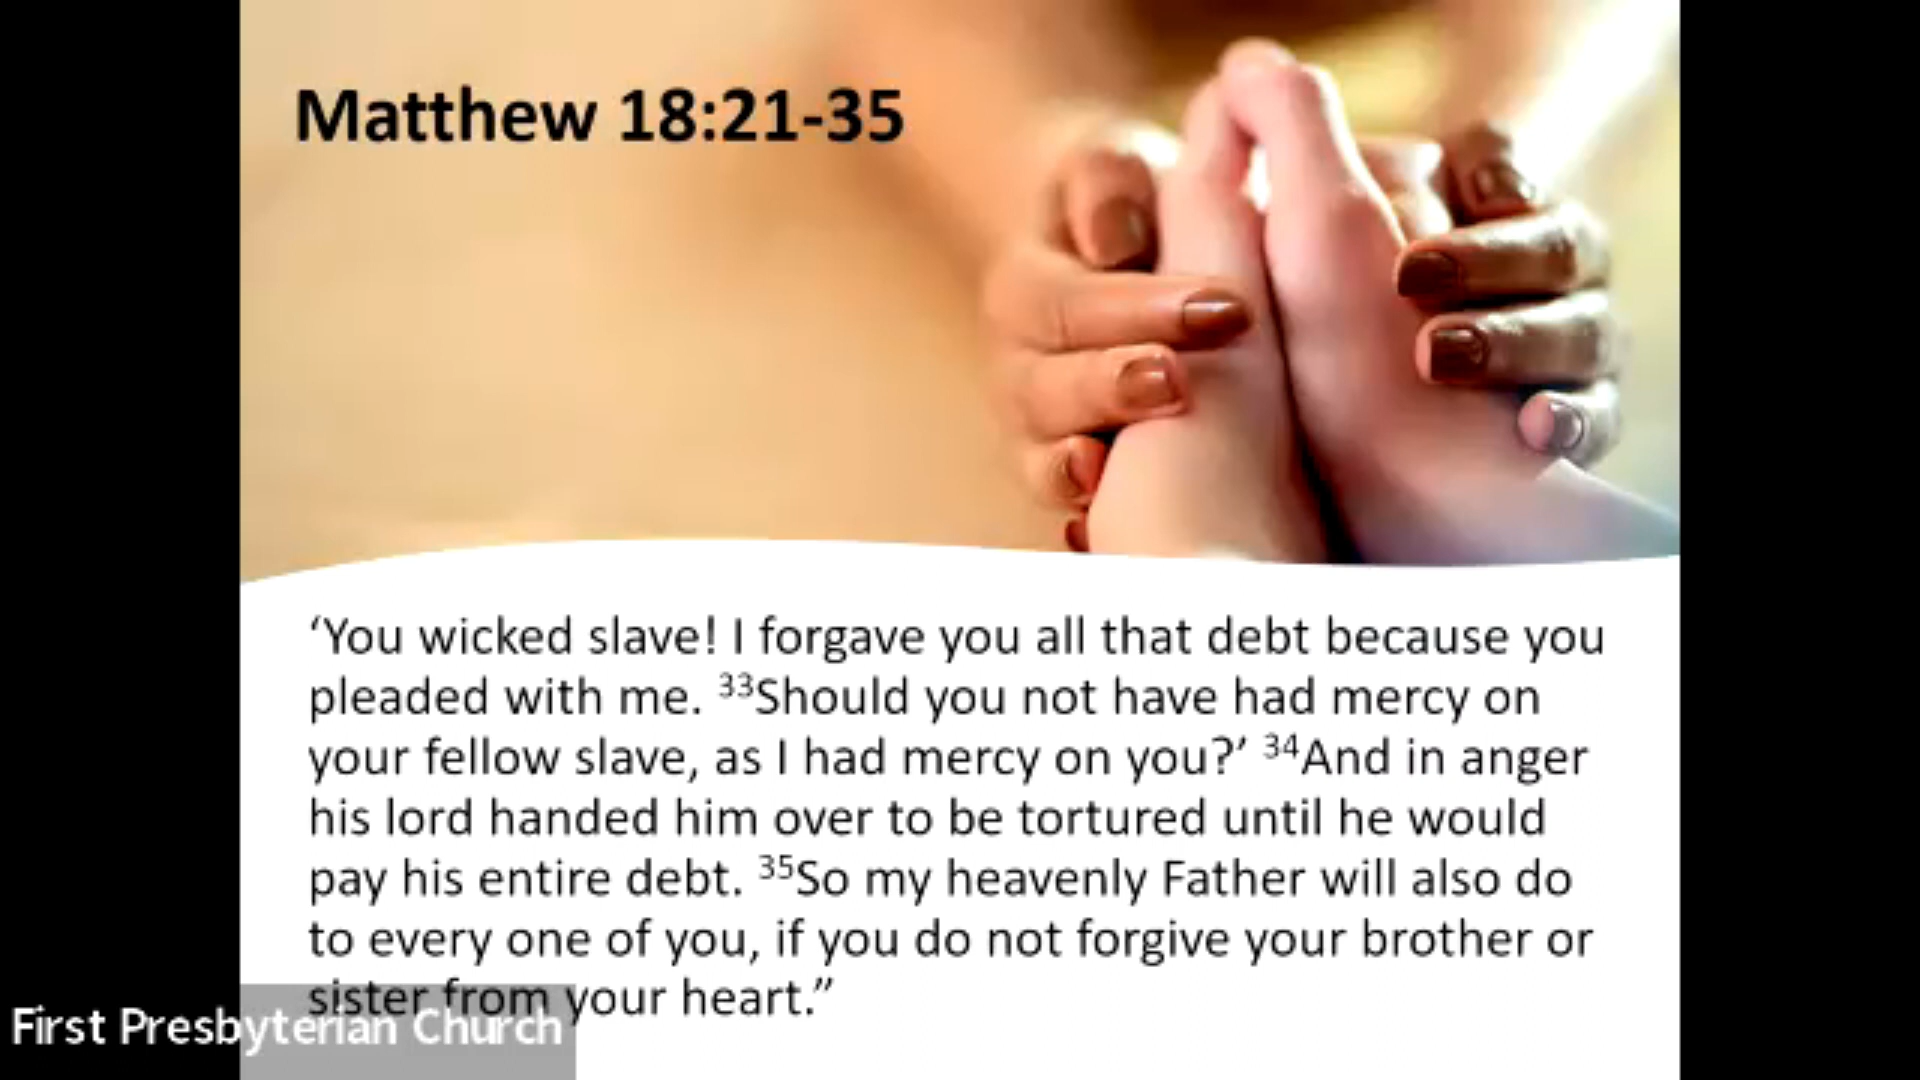 Matthew 18:21-35
‘You wicked slave! I forgave you all that debt because you
pleaded with me. ³³Should you not have had mercy on
your fellow slave, as I had mercy on you?’ ³⁴And in anger
his lord handed him over to be tortured until he would
pay his entire debt. ³⁵So my heavenly Father will also do
to every one of you, if you do not forgive your brother or
sister from your heart.”
First Presbyterian Church